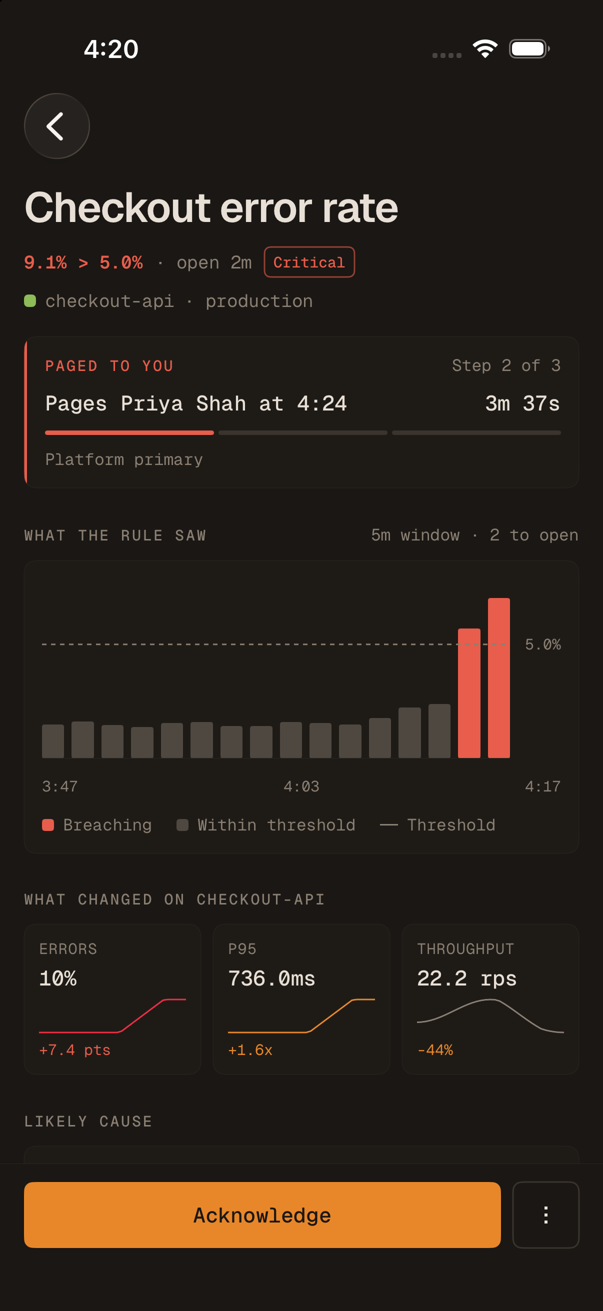 4:20
Checkout error rate
9.1% > 5.0% · open 2m Critical
checkout-api · production
PAGED TO YOU Step 2 of 3
Pages Priya Shah at 4:24 3m 37s
Platform primary
WHAT THE RULE SAW 5m window · 2 to open
5.0%
3:47 4:03 4:17
Breaching Within threshold Threshold
WHAT CHANGED ON CHECKOUT-API
ERRORS P95 THROUGHPUT
10% 736.0ms 22.2 rps
+7.4 pts +1.6x -44%
LIKELY CAUSE
Acknowledge